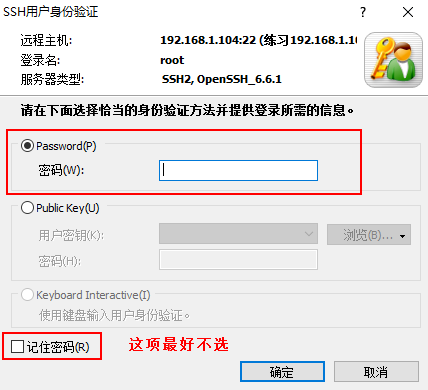 SSH用户身份验证
远程主机: 192.168.1.104:22 (练习192.168.1.10
登录名: root
服务器类型: SSH2, OpenSSH_6.6.1
请在下面选择恰当的身份验证方法并提供登录所需的信息。
Password(P)
密码(W):
Public Key(U)
用户密钥(K): 浏览(B)...
密码(H):
Keyboard Interactive(I)
使用键盘输入用户身份验证。
记住密码(R) 这项最好不选
确定 取消